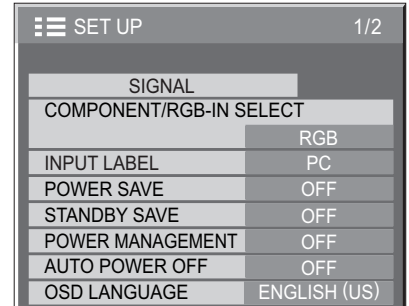 SET UP 1/2
SIGNAL
COMPONENT/RGB-IN SELECT
RGB
INPUT LABEL PC
POWER SAVE OFF
STANDBY SAVE OFF
POWER MANAGEMENT OFF
AUTO POWER OFF OFF
OSD LANGUAGE ENGLISH (US)